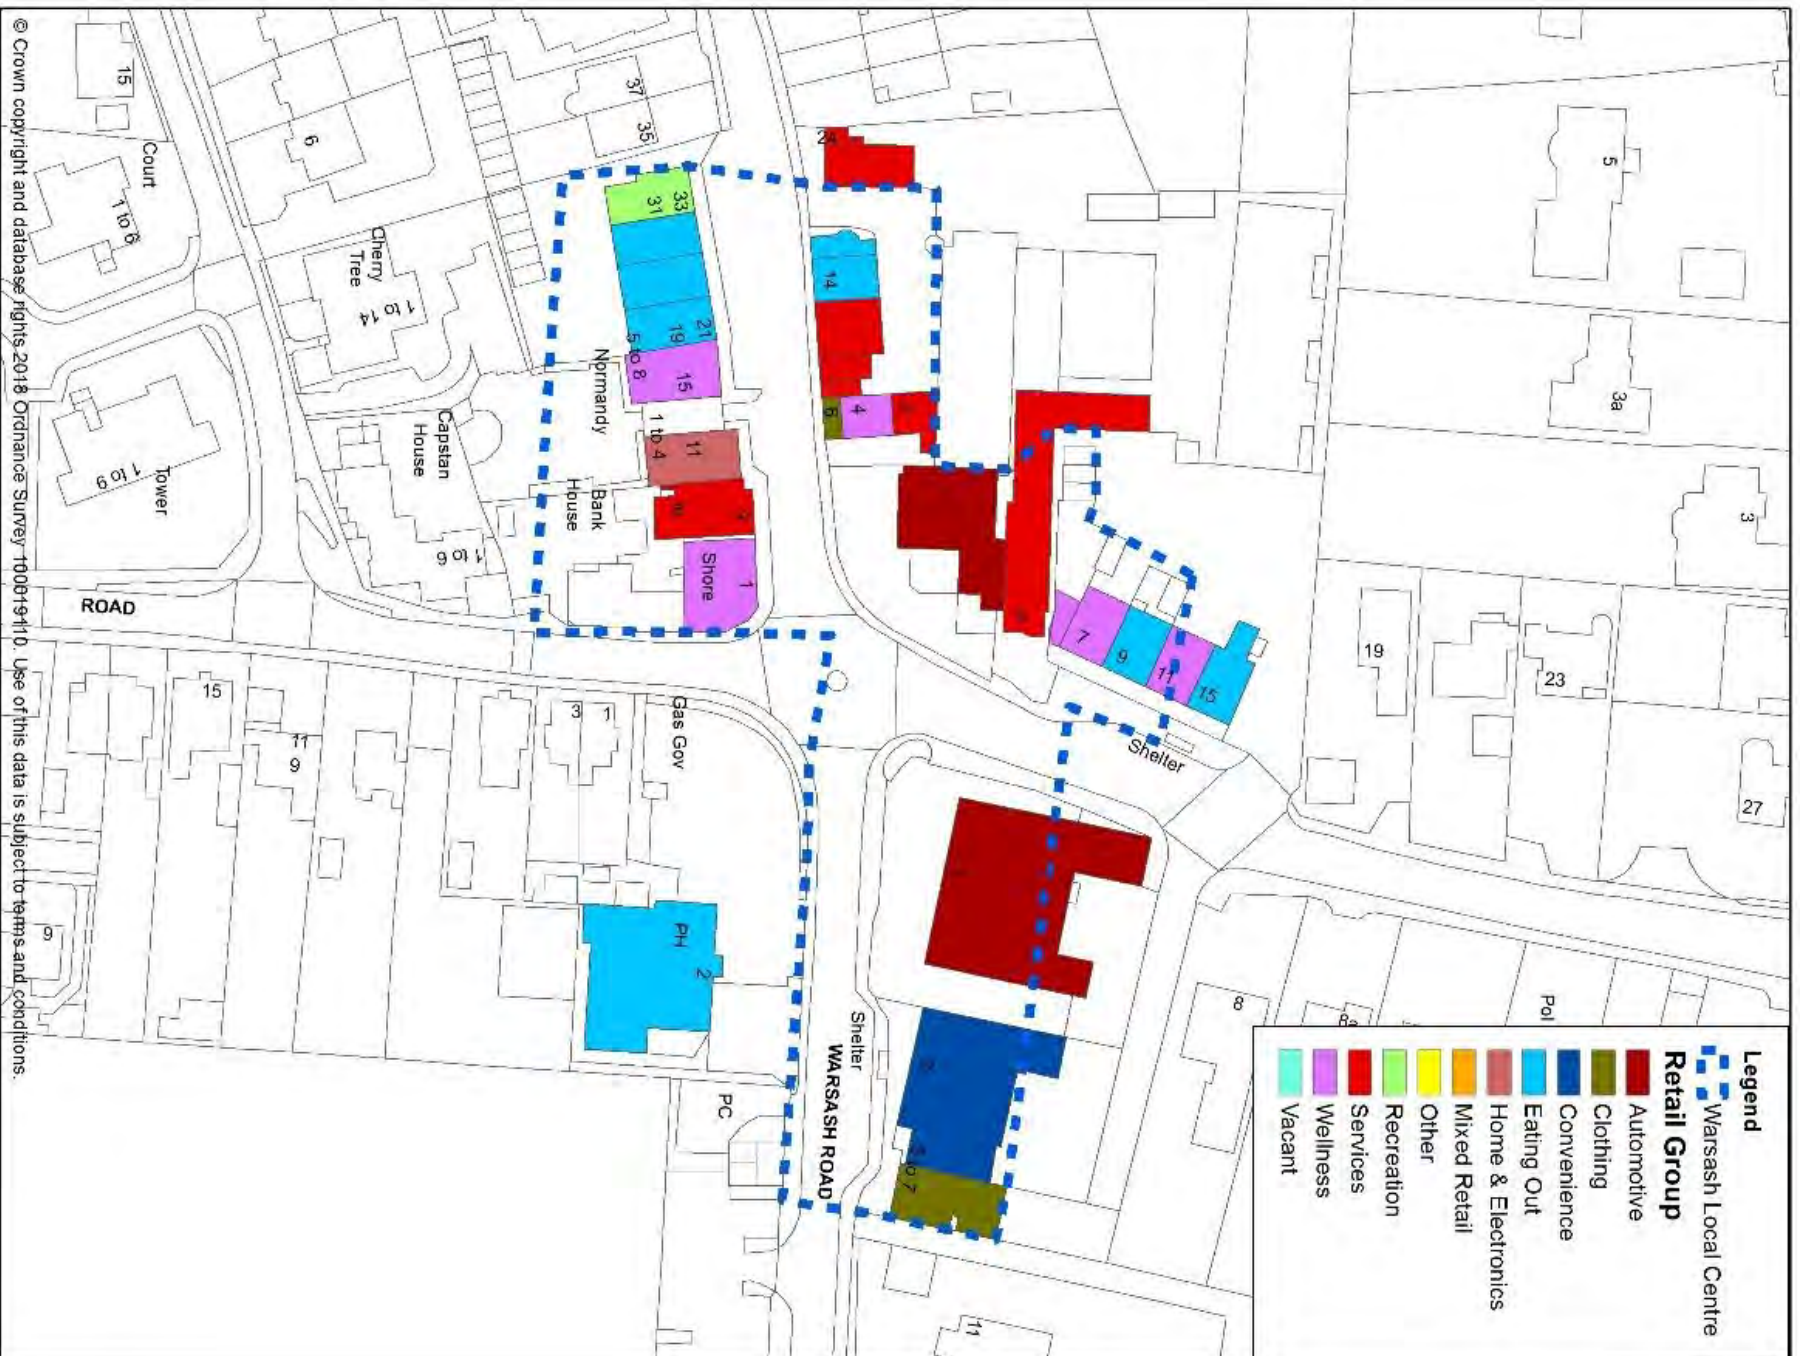 Legend
Warsash Local Centre
Retail Group
Automotive
Clothing
Convenience
Eating Out
Home & Electronics
Mixed Retail
Other
Recreation
Services
Wellness
Vacant
5
3a
3
19
23
27
15
11
9
7
Shelter
8
Pol
24
14
6
4
37
35
33
31
21
19
5 to 8
15
Normandy
1 to 4
11
Bank
House
Shore
1
6
Cherry
Tree
1 to 14
Capstan
House
1 to 6
15
Court
1 to 6
Tower
1 to 9
ROAD
Gas Gov
1
3
15
11
9
9
PH
2
PC
Shelter
WARSASH ROAD
11
© Crown copyright and database rights 2018 Ordnance Survey 100019110. Use of this data is subject to terms and conditions.